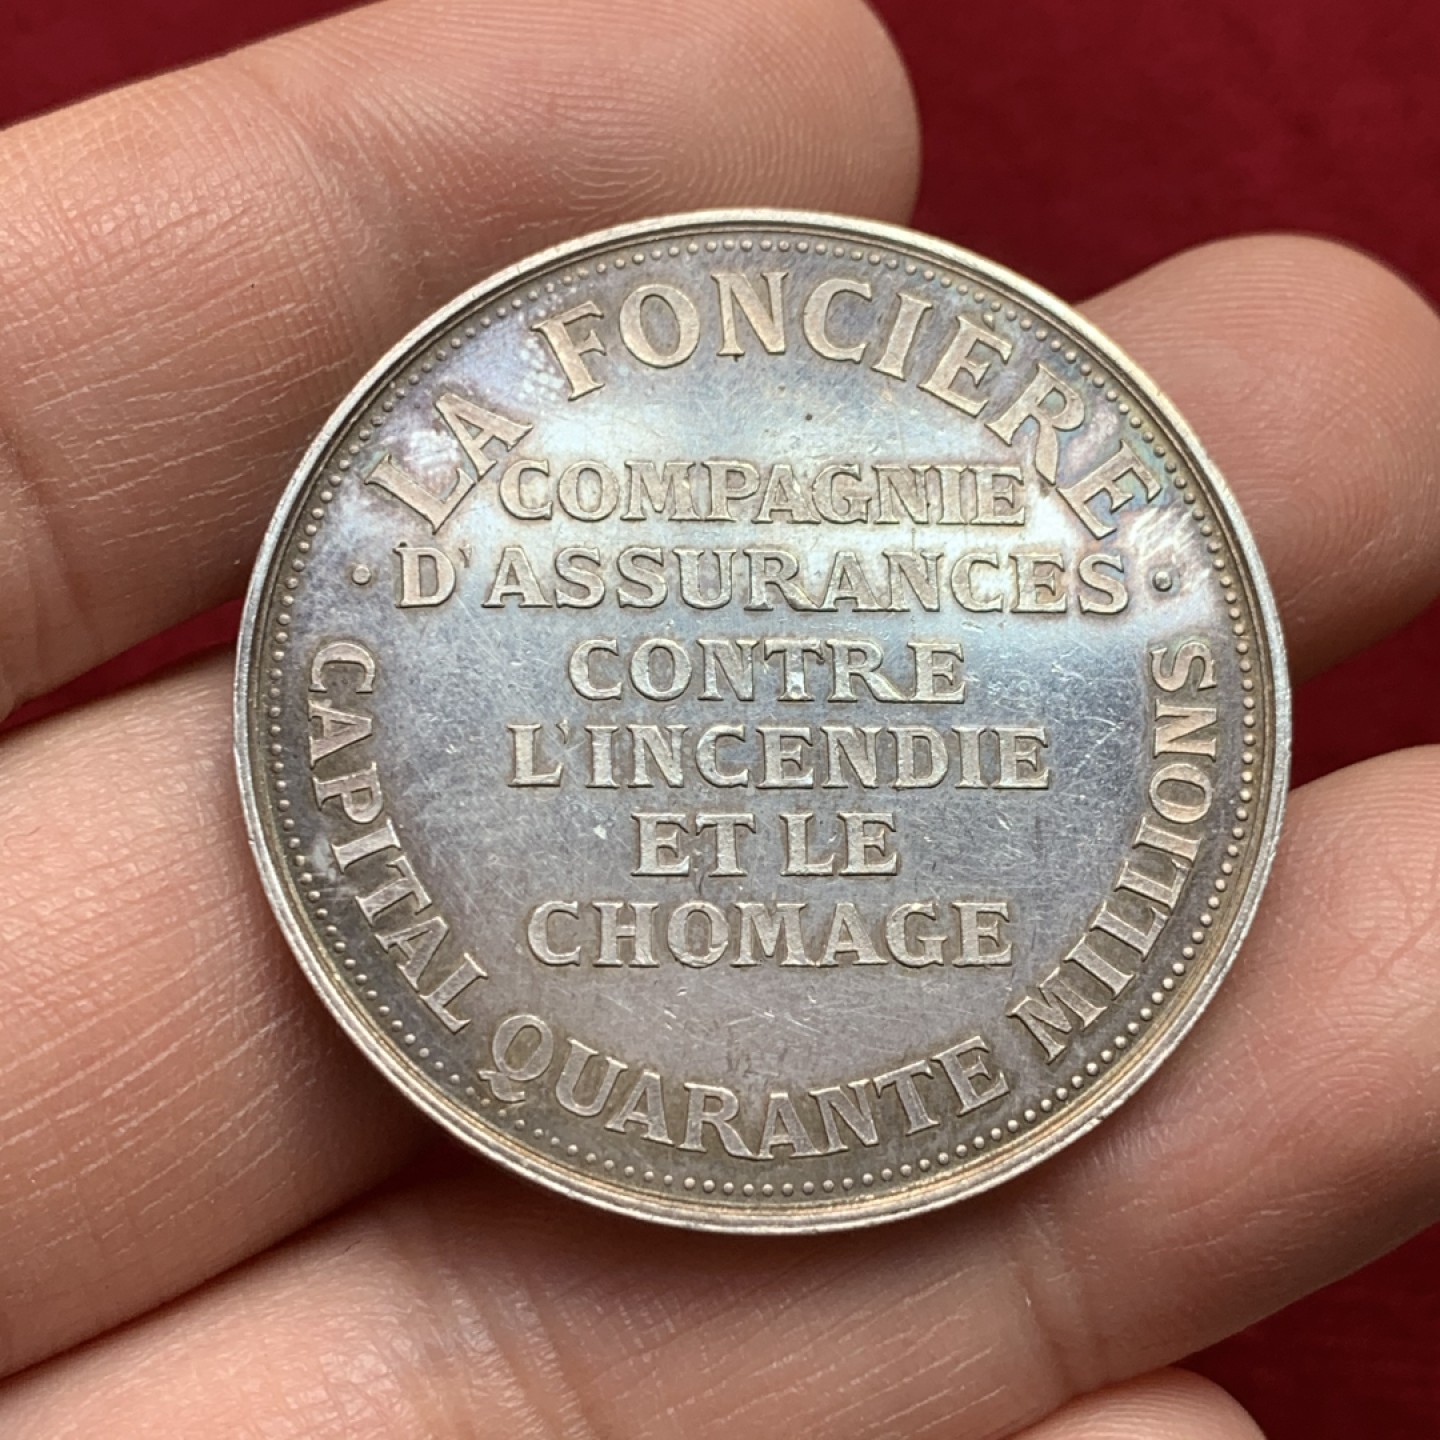 LA FONCIÈRE
COMPAGNIE
D'ASSURANCES
CONTRE
L'INCENDIE
ET LE
CHOMAGE
CAPITAL QUARANTE MILLIONS